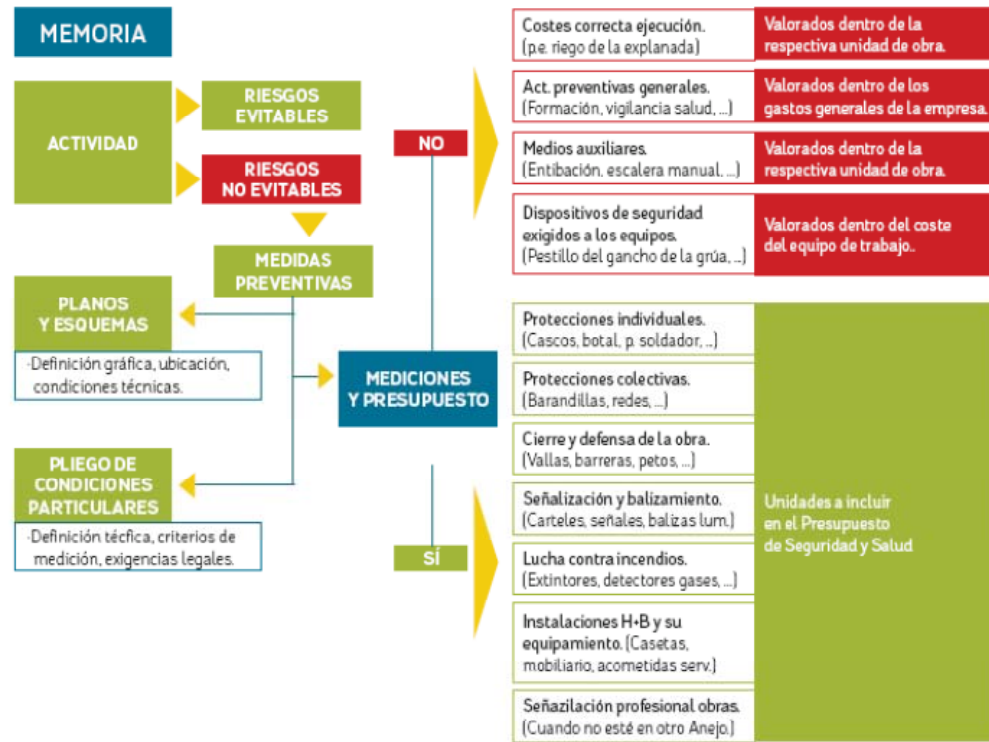 MEMORIA
ACTIVIDAD
RIESGOS
EVITABLES
RIESGOS
NO EVITABLES
MEDIDAS
PREVENTIVAS
PLANOS
Y ESQUEMAS
·Definición gráfica, ubicación,
condiciones técnicas.
PLIEGO DE
CONDICIONES
PARTICULARES
·Definición técfica, criterios de
medición, exigencias legales.
MEDICIONES
Y PRESUPUESTO
NO
Costes correcta ejecución.
(p.e. riego de la explanada)
Valorados dentro de la
respectiva unidad de obra.
Act. preventivas generales.
(Formación, vigilancia salud, ...)
Valorados dentro de los
gastos generales de la empresa.
Medios auxiliares.
(Entibación, escalera manual, ...)
Valorados dentro de la
respectiva unidad de obra.
Dispositivos de seguridad
exigidos a los equipos.
(Pestillo del gancho de la grúa, ...)
Valorados dentro del coste
del equipo de trabajo..
SÍ
Protecciones individuales.
(Cascos, botal, p. soldador, ...)
Protecciones colectivas.
(Barandillas, redes, ...)
Cierre y defensa de la obra.
(Vallas, barreras, petos, ...)
Señalización y balizamiento.
(Carteles, señales, balizas lum.)
Lucha contra incendios.
(Extintores, detectores gases, ...)
Instalaciones H+B y su
equipamiento. (Casetas,
mobiliario, acometidas serv.)
Señazilación profesional obras.
(Cuando no esté en otro Anejo.)
Unidades a incluir
en el Presupuesto
de Seguridad y Salud